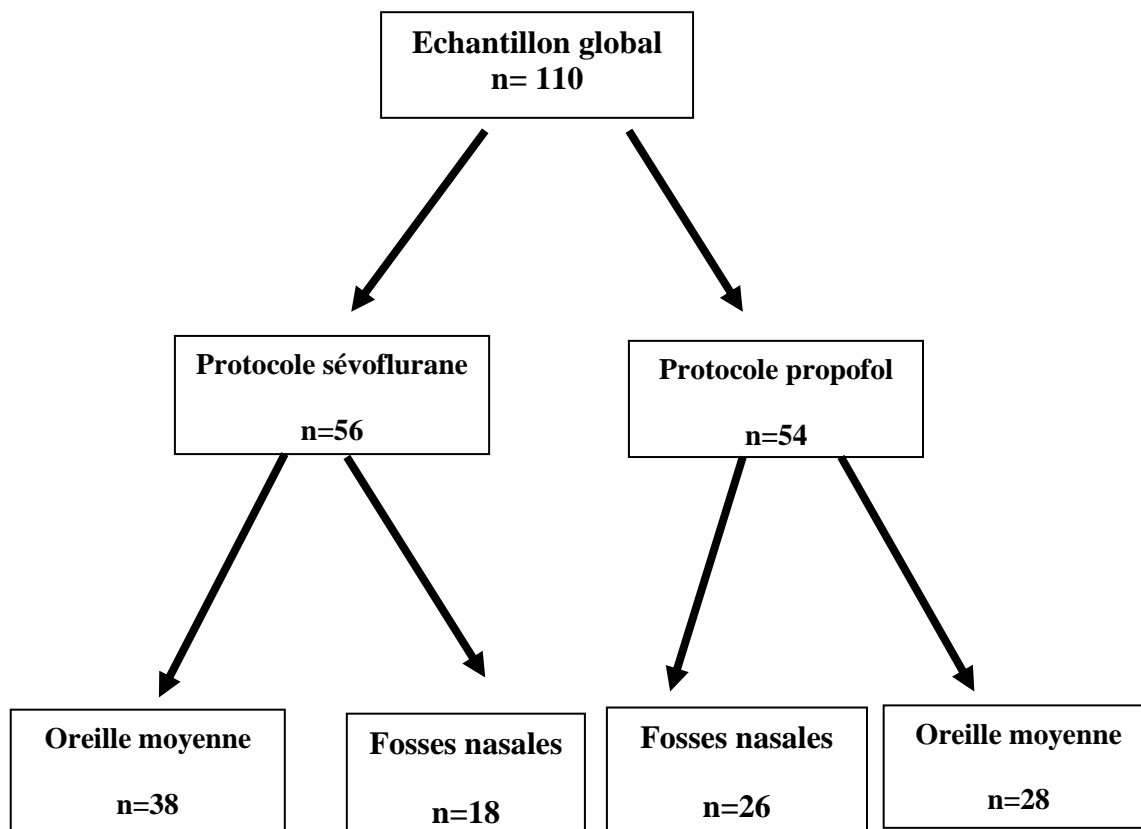 Echantillon global
n= 110
Protocole sévoflurane
n=56
Protocole propofol
n=54
Oreille moyenne
n=38
Fosses nasales
n=18
Fosses nasales
n=26
Oreille moyenne
n=28